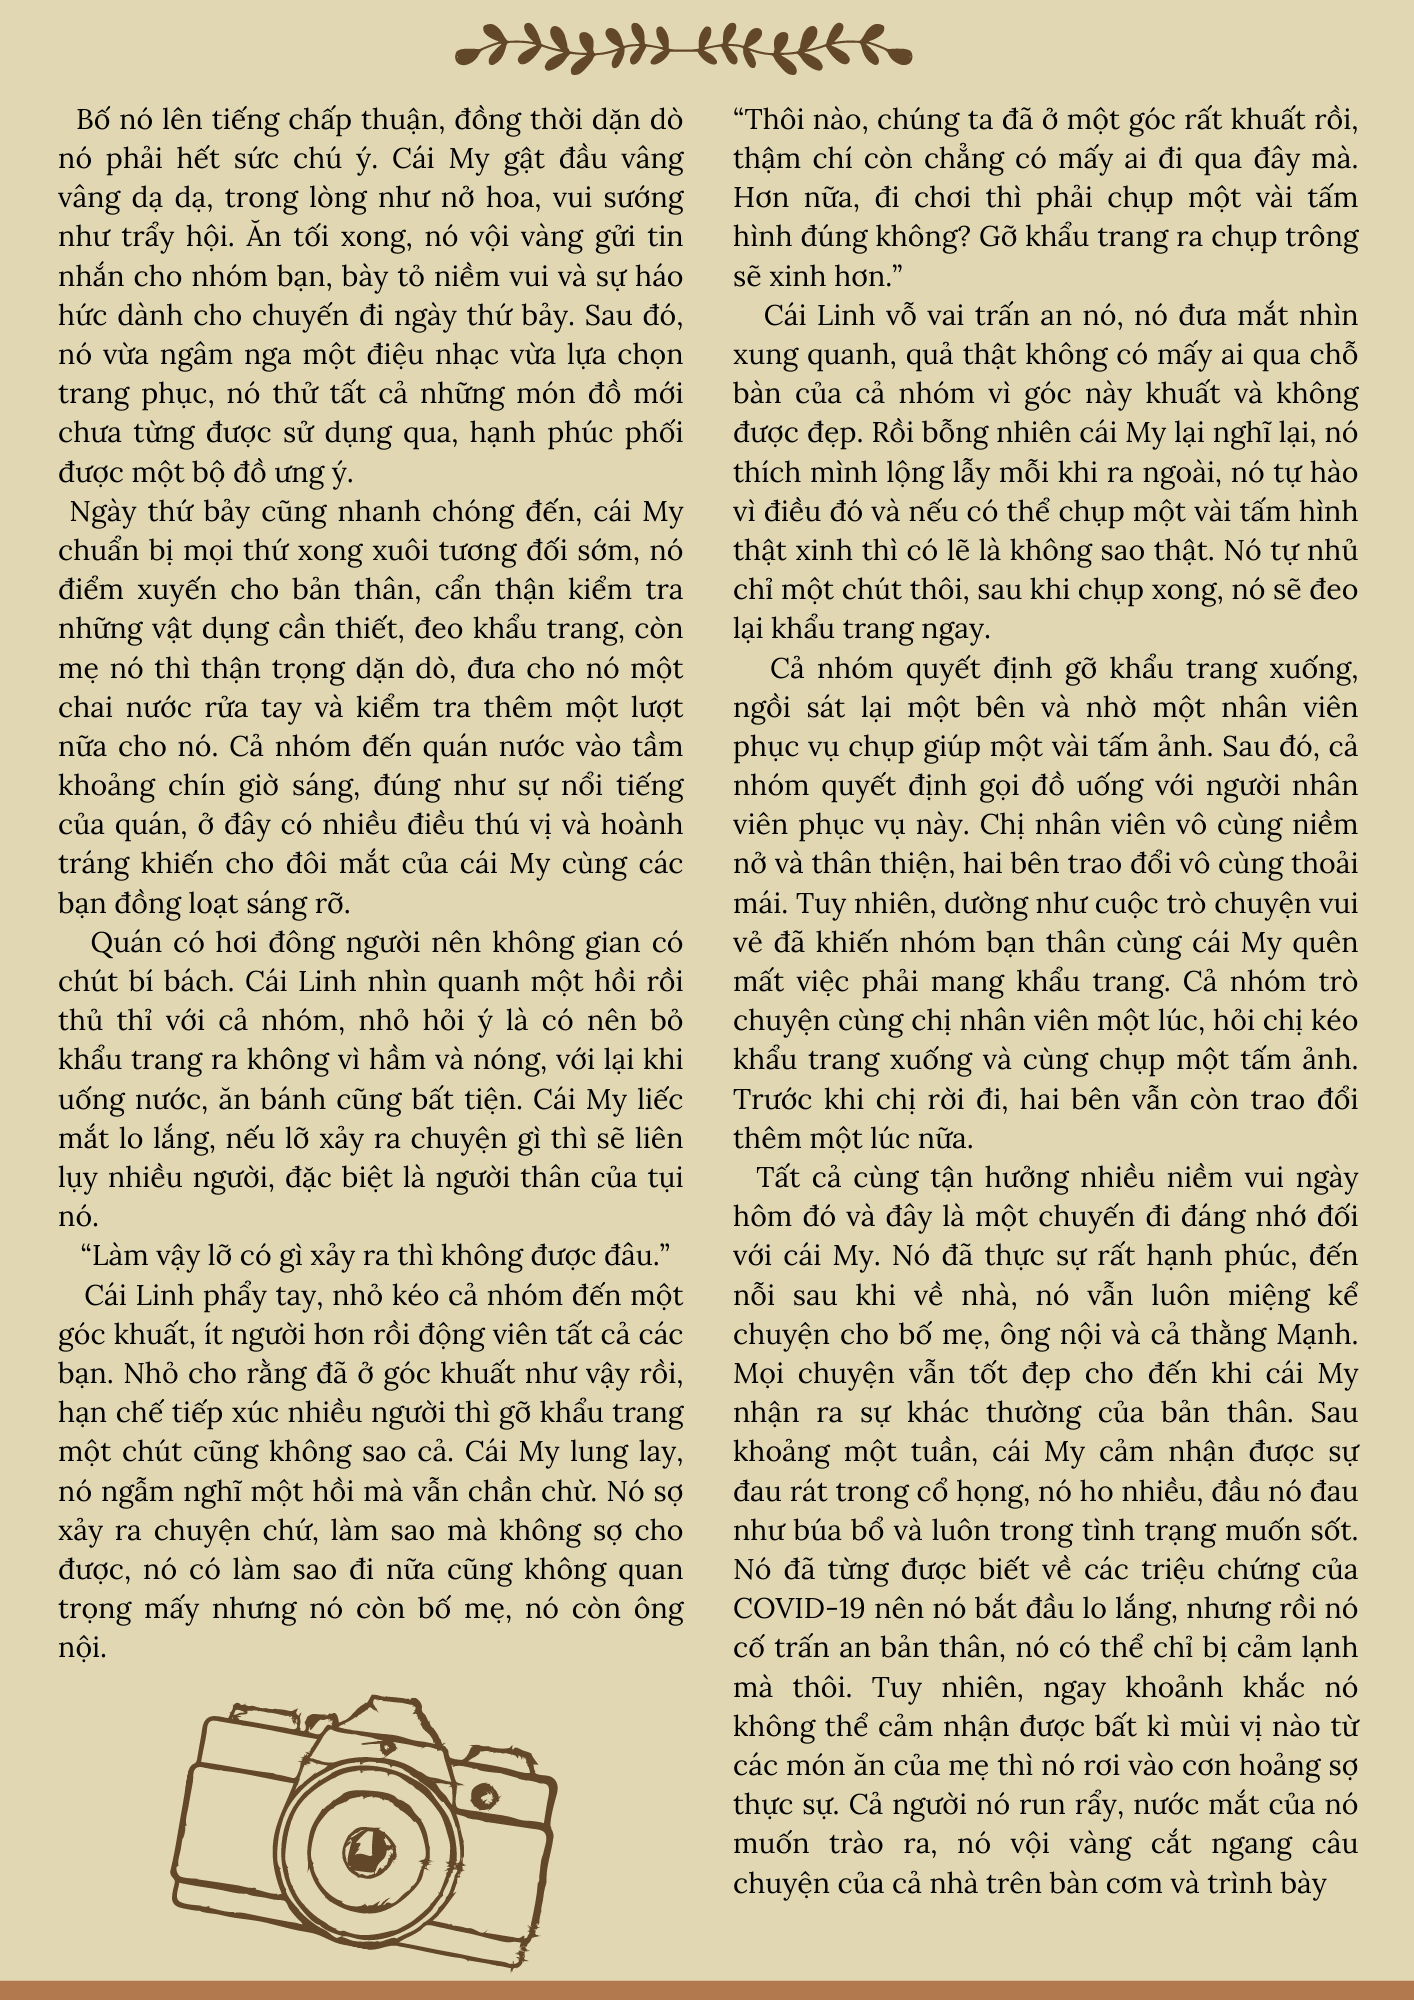 Bố nó lên tiếng chấp thuận, đồng thời dặn dò
nó phải hết sức chú ý. Cái My gật đầu vâng
vâng dạ dạ, trong lòng như nở hoa, vui sướng
như trẩy hội. Ăn tối xong, nó vội vàng gửi tin
nhắn cho nhóm bạn, bày tỏ niềm vui và sự háo
hức dành cho chuyến đi ngày thứ bảy. Sau đó,
nó vừa ngâm nga một điệu nhạc vừa lựa chọn
trang phục, nó thử tất cả những món đồ mới
chưa từng được sử dụng qua, hạnh phúc phối
được một bộ đồ ưng ý.
Ngày thứ bảy cũng nhanh chóng đến, cái My
chuẩn bị mọi thứ xong xuôi tương đối sớm, nó
điểm xuyến cho bản thân, cẩn thận kiểm tra
những vật dụng cần thiết, đeo khẩu trang, còn
mẹ nó thì thận trọng dặn dò, đưa cho nó một
chai nước rửa tay và kiểm tra thêm một lượt
nữa cho nó. Cả nhóm đến quán nước vào tầm
khoảng chín giờ sáng, đúng như sự nổi tiếng
của quán, ở đây có nhiều điều thú vị và hoành
tráng khiến cho đôi mắt của cái My cùng các
bạn đồng loạt sáng rỡ.
Quán có hơi đông người nên không gian có
chút bí bách. Cái Linh nhìn quanh một hồi rồi
thủ thỉ với cả nhóm, nhỏ hỏi ý là có nên bỏ
khẩu trang ra không vì hầm và nóng, với lại khi
uống nước, ăn bánh cũng bất tiện. Cái My liếc
mắt lo lắng, nếu lỡ xảy ra chuyện gì thì sẽ liên
lụy nhiều người, đặc biệt là người thân của tụi
nó.
“Làm vậy lỡ có gì xảy ra thì không được đâu.”
Cái Linh phẩy tay, nhỏ kéo cả nhóm đến một
góc khuất, ít người hơn rồi động viên tất cả các
bạn. Nhỏ cho rằng đã ở góc khuất như vậy rồi,
hạn chế tiếp xúc nhiều người thì gỡ khẩu trang
một chút cũng không sao cả. Cái My lung lay,
nó ngẫm nghĩ một hồi mà vẫn chần chừ. Nó sợ
xảy ra chuyện chứ, làm sao mà không sợ cho
được, nó có làm sao đi nữa cũng không quan
trọng mấy nhưng nó còn bố mẹ, nó còn ông
nội.
“Thôi nào, chúng ta đã ở một góc rất khuất rồi,
thậm chí còn chẳng có mấy ai đi qua đây mà.
Hơn nữa, đi chơi thì phải chụp một vài tấm
hình đúng không? Gỡ khẩu trang ra chụp trông
sẽ xinh hơn.”
Cái Linh vỗ vai trấn an nó, nó đưa mắt nhìn
xung quanh, quả thật không có mấy ai qua chỗ
bàn của cả nhóm vì góc này khuất và không
được đẹp. Rồi bỗng nhiên cái My lại nghĩ lại, nó
thích mình lộng lẫy mỗi khi ra ngoài, nó tự hào
vì điều đó và nếu có thể chụp một vài tấm hình
thật xinh thì có lẽ là không sao thật. Nó tự nhủ
chỉ một chút thôi, sau khi chụp xong, nó sẽ đeo
lại khẩu trang ngay.
Cả nhóm quyết định gỡ khẩu trang xuống,
ngồi sát lại một bên và nhờ một nhân viên
phục vụ chụp giúp một vài tấm ảnh. Sau đó, cả
nhóm quyết định gọi đồ uống với người nhân
viên phục vụ này. Chị nhân viên vô cùng niềm
nở và thân thiện, hai bên trao đổi vô cùng thoải
mái. Tuy nhiên, dường như cuộc trò chuyện vui
vẻ đã khiến nhóm bạn thân cùng cái My quên
mất việc phải mang khẩu trang. Cả nhóm trò
chuyện cùng chị nhân viên một lúc, hỏi chị kéo
khẩu trang xuống và cùng chụp một tấm ảnh.
Trước khi chị rời đi, hai bên vẫn còn trao đổi
thêm một lúc nữa.
Tất cả cùng tận hưởng nhiều niềm vui ngày
hôm đó và đây là một chuyến đi đáng nhớ đối
với cái My. Nó đã thực sự rất hạnh phúc, đến
nỗi sau khi về nhà, nó vẫn luôn miệng kể
chuyện cho bố mẹ, ông nội và cả thằng Mạnh.
Mọi chuyện vẫn tốt đẹp cho đến khi cái My
nhận ra sự khác thường của bản thân. Sau
khoảng một tuần, cái My cảm nhận được sự
đau rát trong cổ họng, nó ho nhiều, đầu nó đau
như búa bổ và luôn trong tình trạng muốn sốt.
Nó đã từng được biết về các triệu chứng của
COVID-19 nên nó bắt đầu lo lắng, nhưng rồi nó
cố trấn an bản thân, nó có thể chỉ bị cảm lạnh
mà thôi. Tuy nhiên, ngay khoảnh khắc nó
không thể cảm nhận được bất kì mùi vị nào từ
các món ăn của mẹ thì nó rơi vào cơn hoảng sợ
thực sự. Cả người nó run rẩy, nước mắt của nó
muốn trào ra, nó vội vàng cắt ngang câu
chuyện của cả nhà trên bàn cơm và trình bày